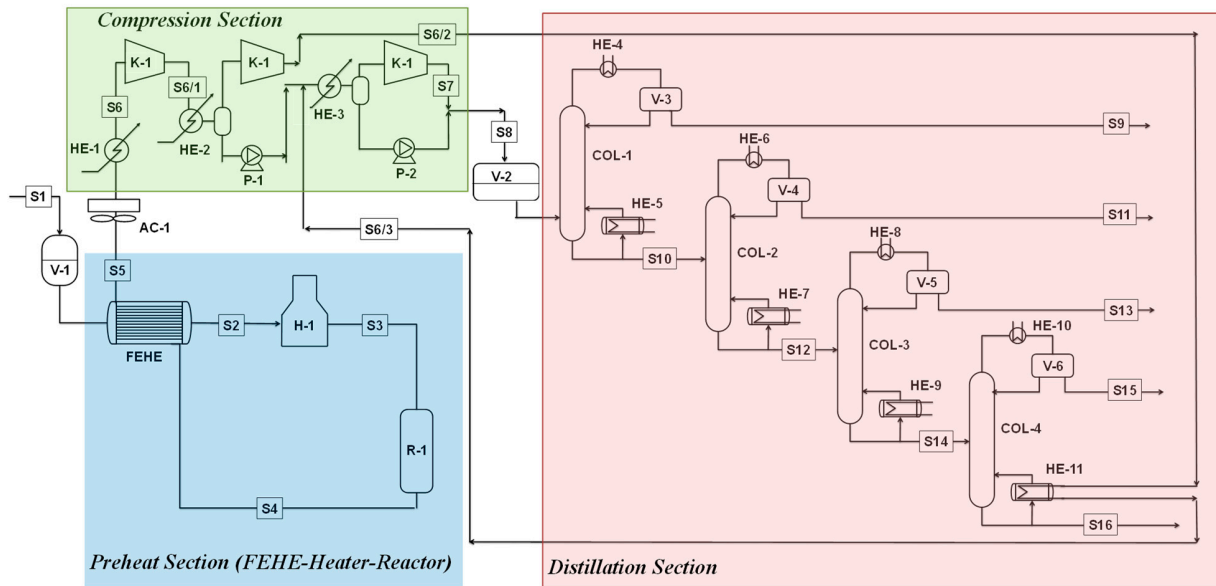 Compression Section
K-1
S6/1
S6
HE-1
HE-2
K-1
P-1
S6/2
HE-3
K-1
S7
P-2
S8
V-2
S1
V-1
AC-1
S5
S6/3
FEHE
S2
H-1
S3
R-1
S4
Preheat Section (FEHE-Heater-Reactor)
HE-4
V-3
S9
COL-1
HE-5
S10
HE-6
V-4
S11
COL-2
HE-7
S12
HE-8
V-5
S13
COL-3
HE-9
S14
HE-10
V-6
S15
COL-4
HE-11
S16
Distillation Section